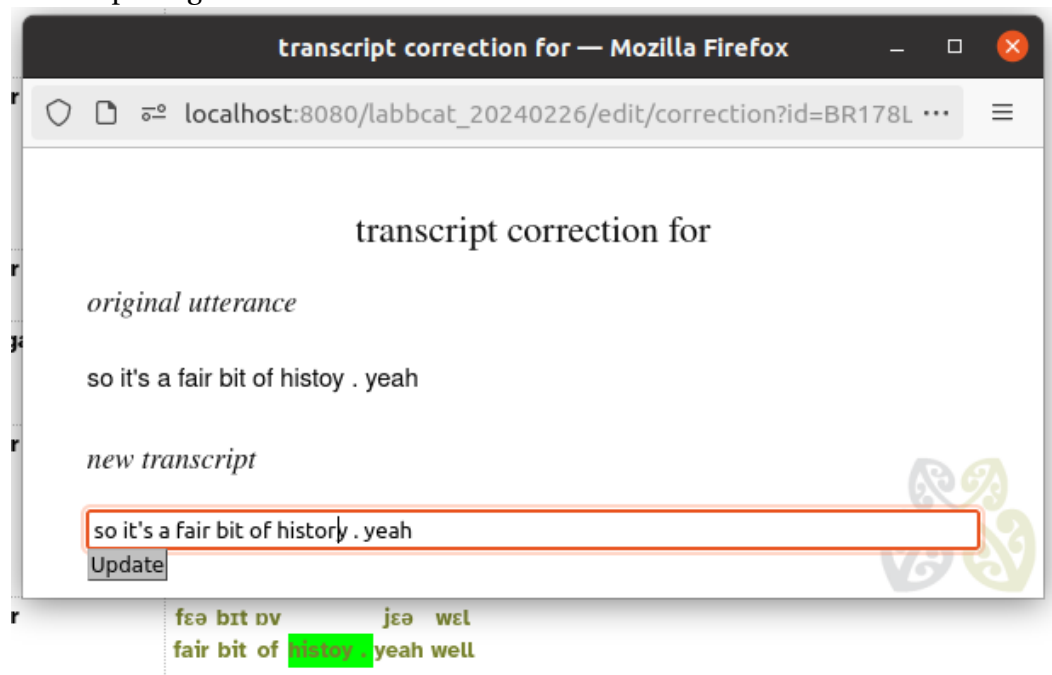 transcript correction for — Mozilla Firefox
localhost:8080/labbcat_20240226/edit/correction?id=BR178L ···
transcript correction for
original utterance
so it's a fair bit of histoy . yeah
new transcript
so it's a fair bit of history . yeah
Update
r
r
r
r
fɛə bɪt ɒv jɛə wɛl
fair bit of histoy . yeah well